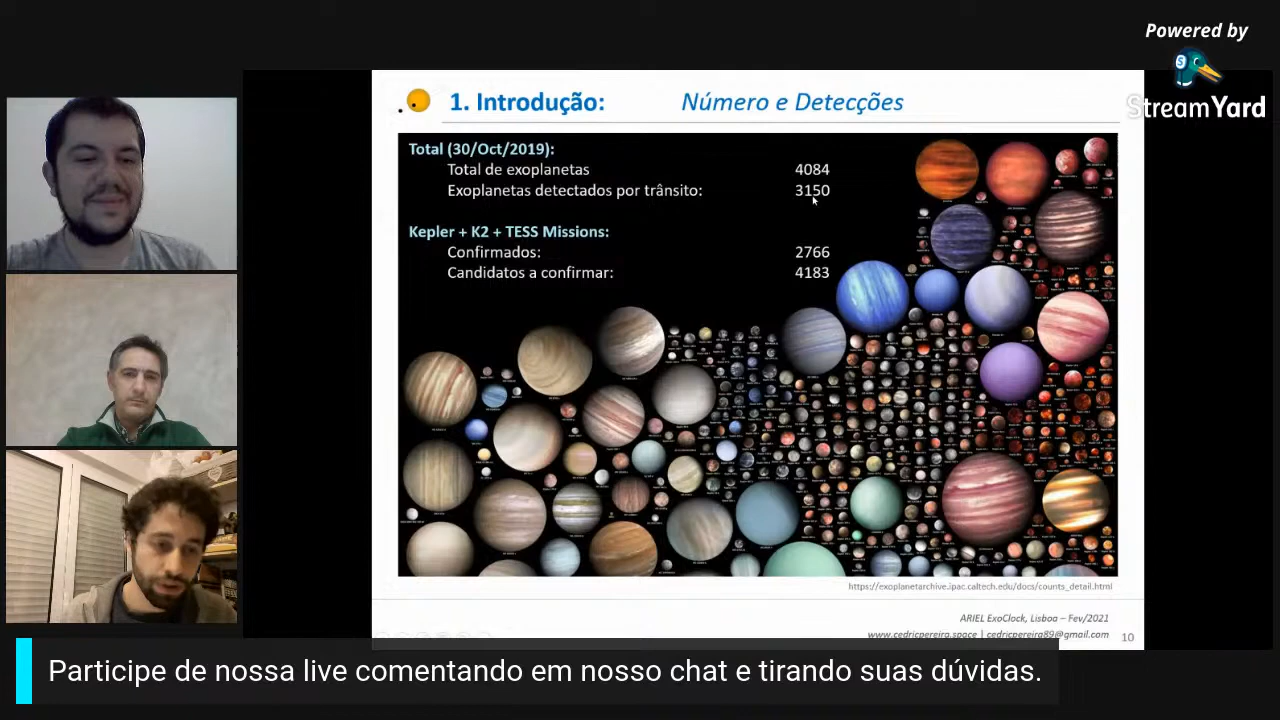 Powered by
StreamYard
1. Introdução: Número e Detecções
Total (30/Oct/2019):
Total de exoplanetas 4084
Exoplanetas detectados por trânsito: 3150
Kepler + K2 + TESS Missions:
Confirmados: 2766
Candidatos a confirmar: 4183
https://exoplanetarchive.ipac.caltech.edu/docs/counts_detail.html
ARIEL ExoClock, Lisboa – Fev/2021
www.cedricpereira.space | cedricpereira89@gmail.com 10
Participe de nossa live comentando em nosso chat e tirando suas dúvidas.